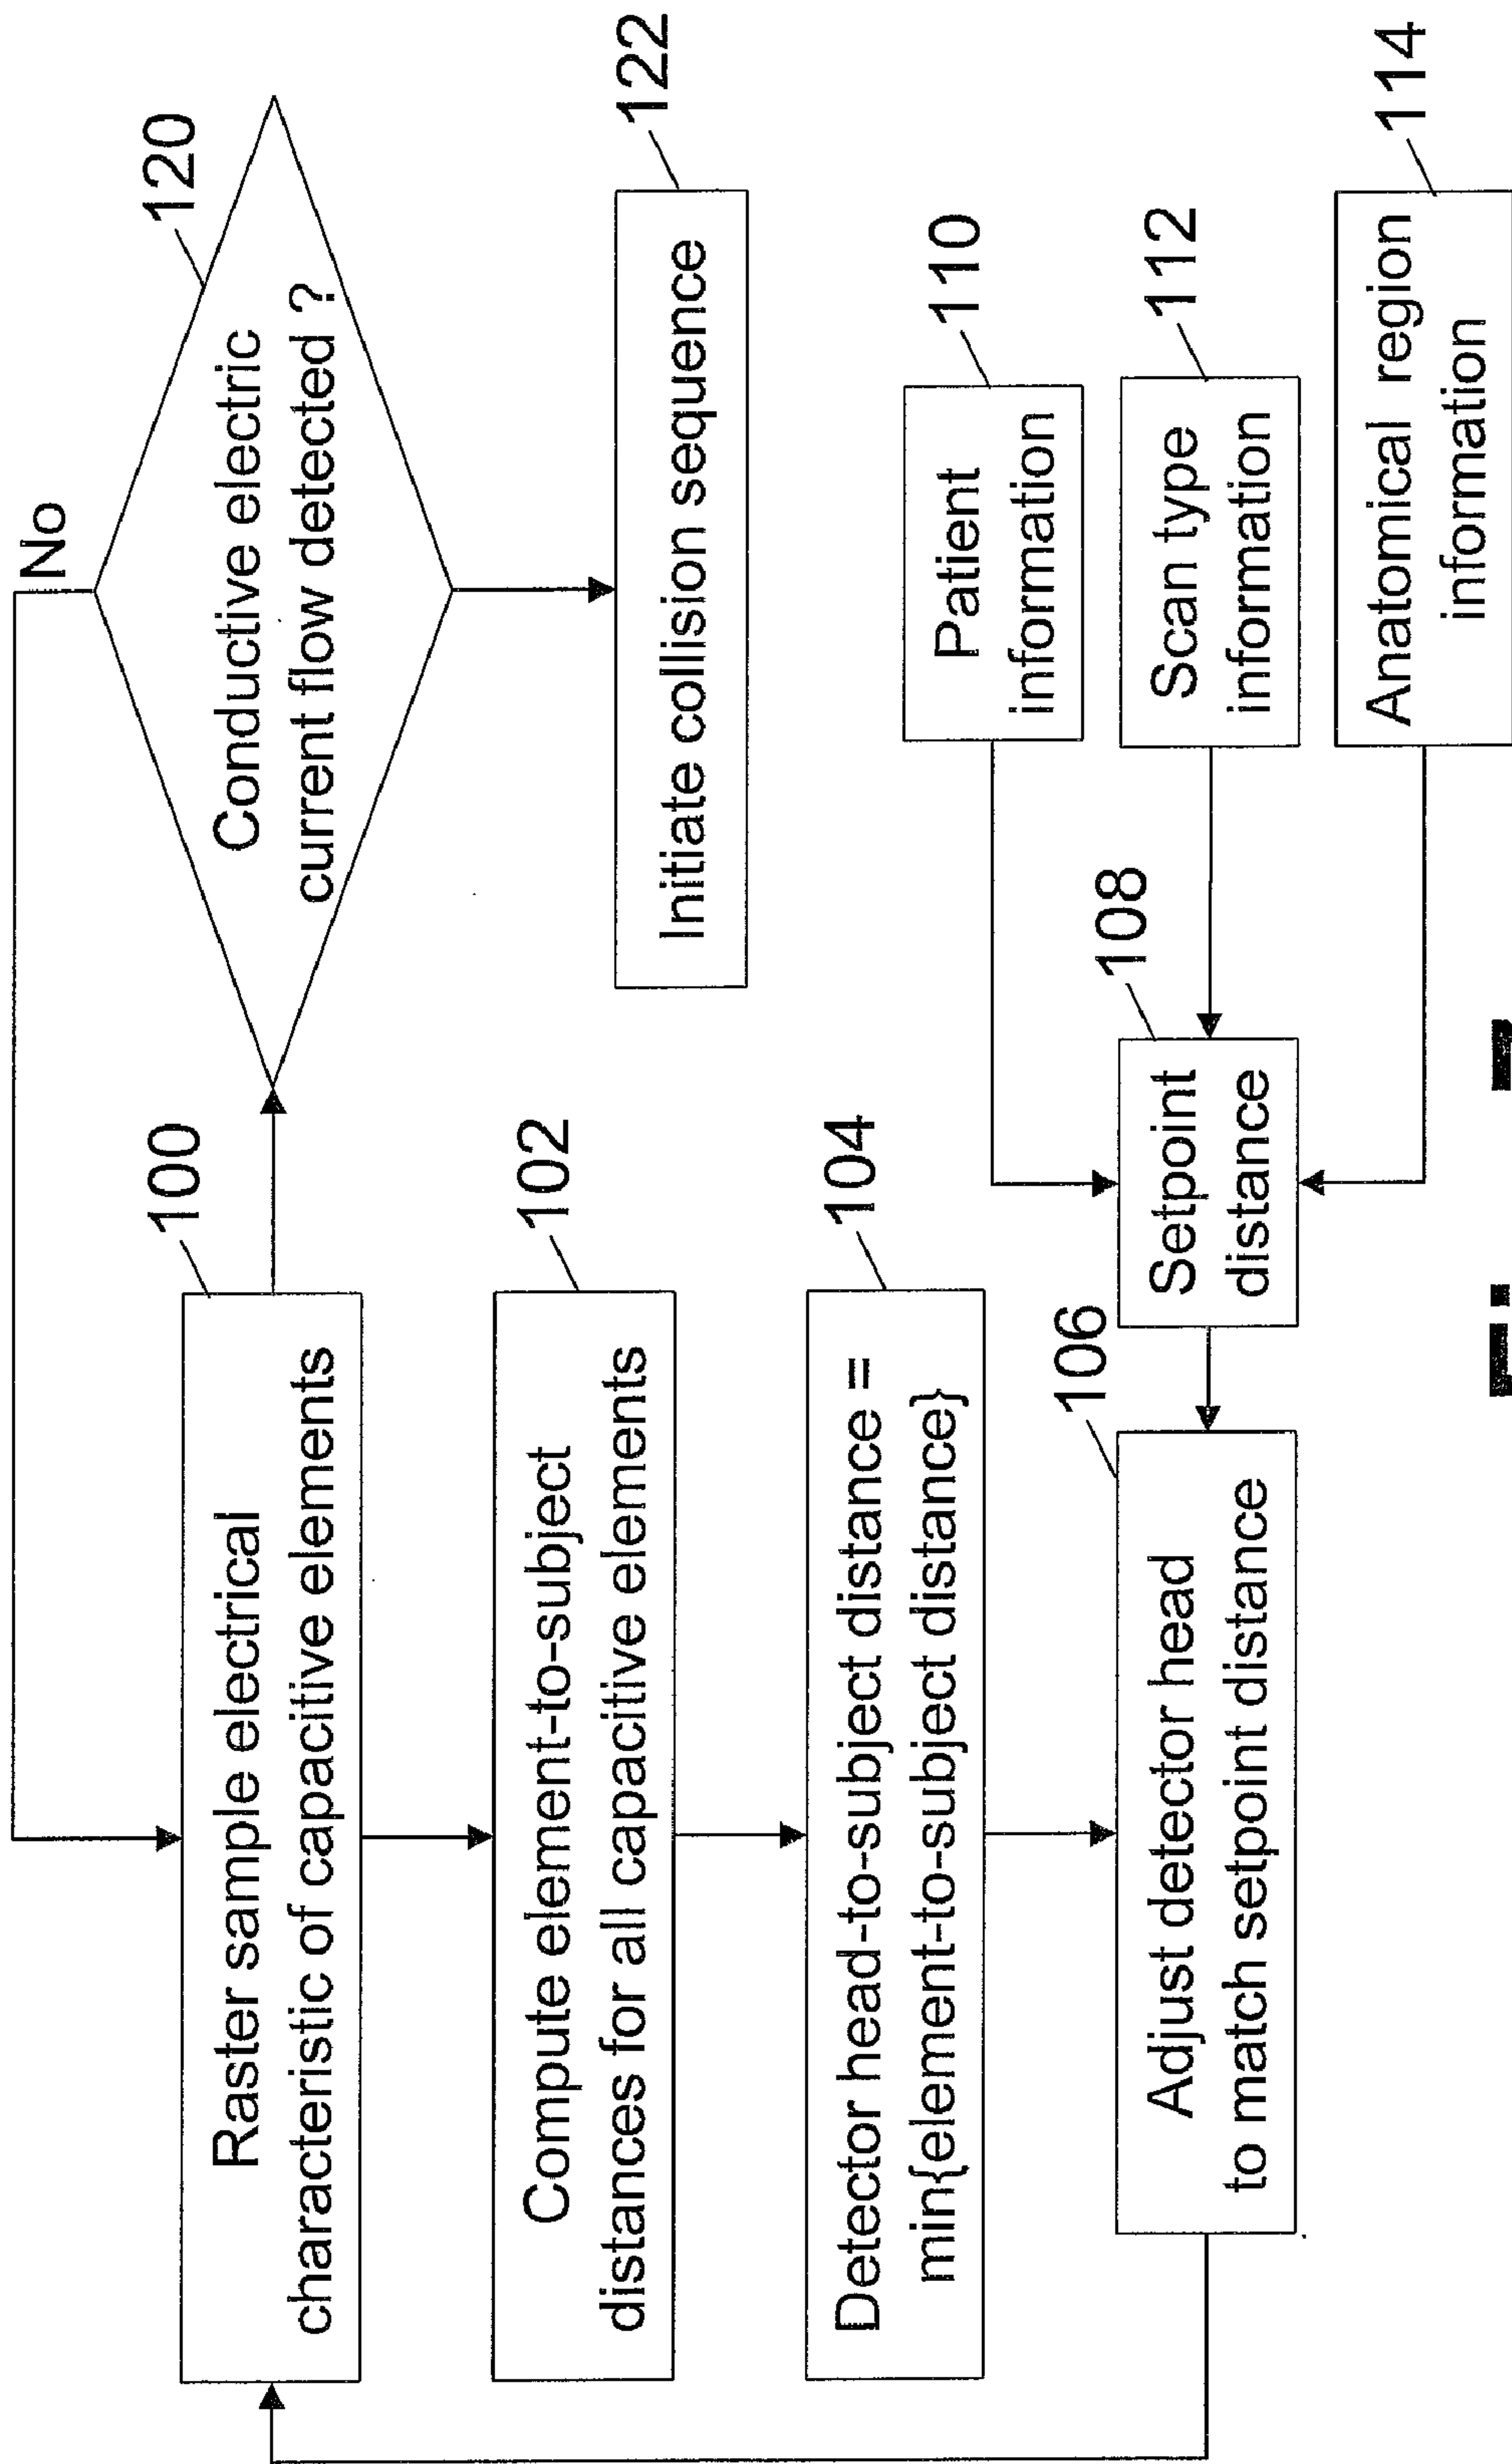 No
100
Raster sample electrical
characteristic of capacitive elements
120
Conductive electric
current flow detected ?
102
Compute element-to-subject
distances for all capacitive elements
122
Initiate collision sequence
104
Detector head-to-subject distance =
min{element-to-subject distance}
110
Patient
information
106
Adjust detector head
to match setpoint distance
108
Setpoint
distance
112
Scan type
information
114
Anatomical region
information